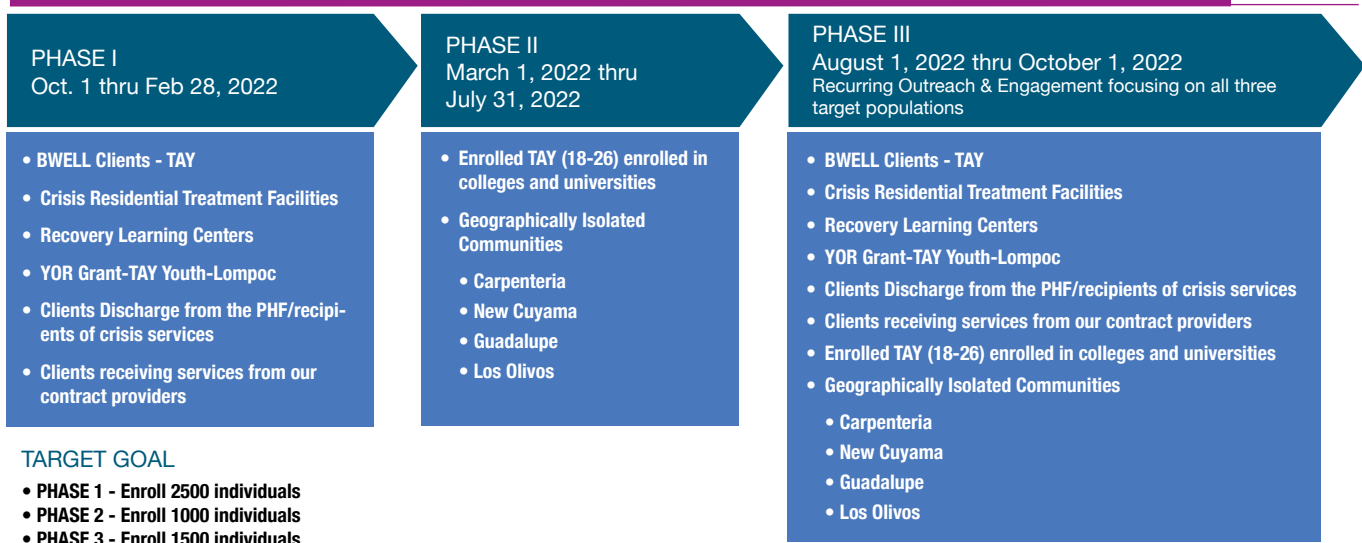 PHASE I
Oct. 1 thru Feb 28, 2022
• BWELL Clients - TAY
• Crisis Residential Treatment Facilities
• Recovery Learning Centers
• YOR Grant-TAY Youth-Lompoc
• Clients Discharge from the PHF/recipi-
ents of crisis services
• Clients receiving services from our
contract providers
PHASE II
March 1, 2022 thru
July 31, 2022
• Enrolled TAY (18-26) enrolled in
colleges and universities
• Geographically Isolated
Communities
• Carpenteria
• New Cuyama
• Guadalupe
• Los Olivos
PHASE III
August 1, 2022 thru October 1, 2022
Recurring Outreach & Engagement focusing on all three
target populations
• BWELL Clients - TAY
• Crisis Residential Treatment Facilities
• Recovery Learning Centers
• YOR Grant-TAY Youth-Lompoc
• Clients Discharge from the PHF/recipients of crisis services
• Clients receiving services from our contract providers
• Enrolled TAY (18-26) enrolled in colleges and universities
• Geographically Isolated Communities
• Carpenteria
• New Cuyama
• Guadalupe
• Los Olivos
TARGET GOAL
• PHASE 1 - Enroll 2500 individuals
• PHASE 2 - Enroll 1000 individuals
• PHASE 3 - Enroll 1500 individuals